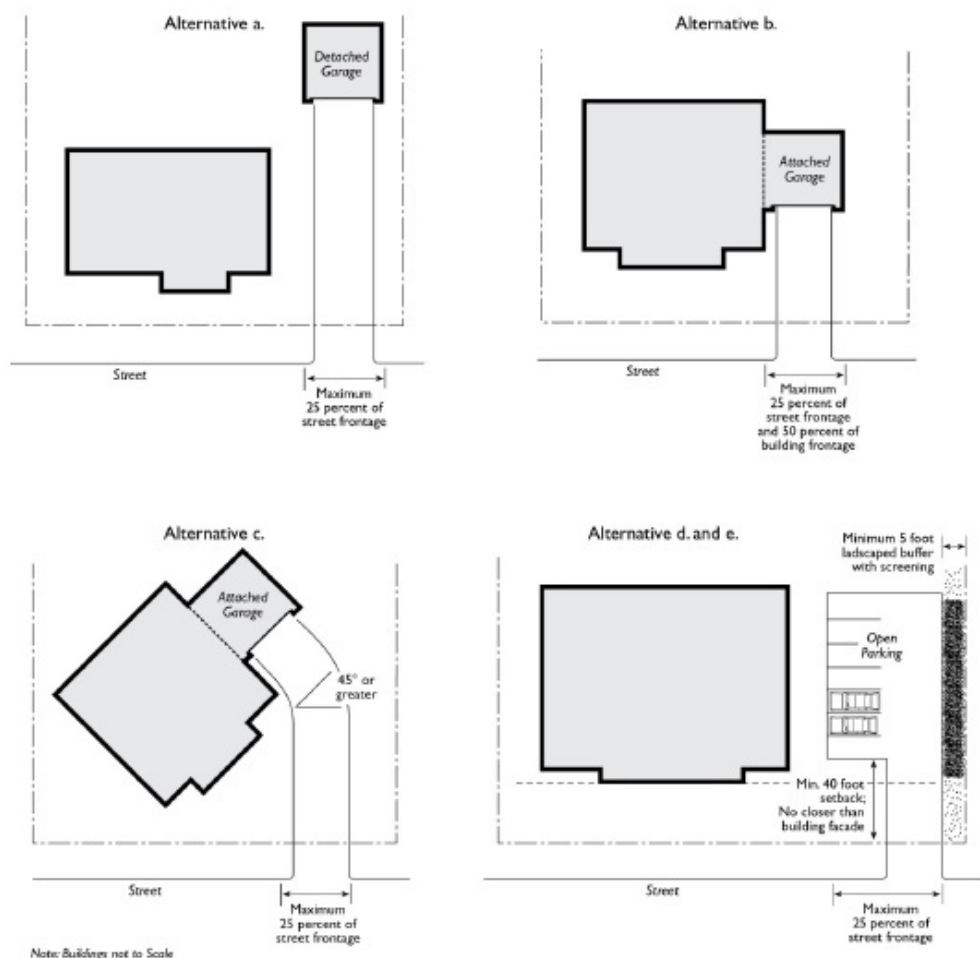 Alternative a.
Detached
Garage
Street
Maximum
25 percent of
street frontage
Alternative b.
Attached
Garage
Street
Maximum
25 percent of
street frontage
and 50 percent of
building frontage
Alternative c.
Attached
Garage
45° or
greater
Street
Maximum
25 percent of
street frontage
Alternative d. and e.
Minimum 5 foot
ladscaped buffer
with screening
Open
Parking
Min. 40 foot
setback;
No closer than
building facade
Street
Maximum
25 percent of
street frontage
Note: Buildings not to Scale